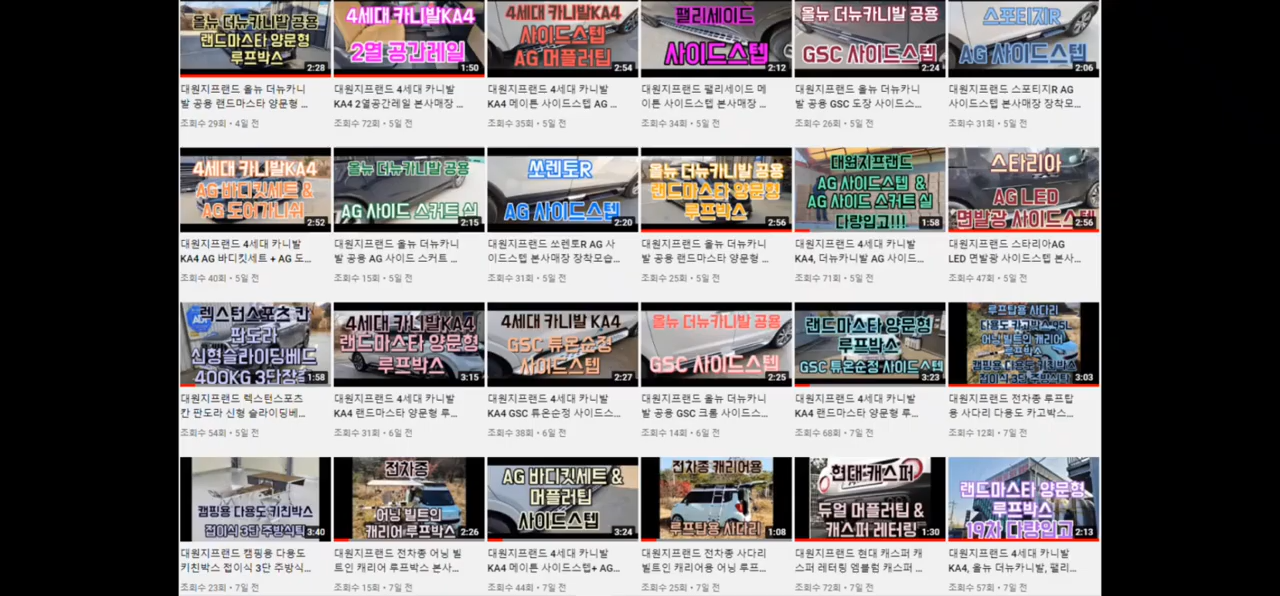 올뉴 더뉴카니발 공용
랜드마스타 양문형
루프박스
2:28
4세대 카니발KA4
2열 공간레일
1:50
4세대 카니발KA4
사이드스텝
AG 머플러팁
2:54
팰리세이드
사이드스텝
2:12
올뉴 더뉴카니발 공용
GSC 사이드스텝
2:24
스포티지R
AG 사이드스텝
2:06
대원지프랜드 올뉴 더뉴카니
발 공용 랜드마스타 양문형 ...
조회수 29회 • 4일 전
대원지프랜드 4세대 카니발
KA4 2열공간레일 본사매장 ...
조회수 72회 • 5일 전
대원지프랜드 4세대 카니발
KA4 메이튼 사이드스텝 AG ...
조회수 35회 • 5일 전
대원지프랜드 팰리세이드 메
이튼 사이드스텝 본사매장 ...
조회수 34회 • 5일 전
대원지프랜드 올뉴 더뉴카니
발 공용 GSC 도장 사이드스...
조회수 26회 • 5일 전
대원지프랜드 스포티지R AG
사이드스텝 본사매장 장착모...
조회수 31회 • 5일 전
4세대 카니발KA4
AG 바디킷세트 &
AG 도어가니쉬
2:52
올뉴 더뉴카니발 공용
AG 사이드 스커트 실
2:15
쏘렌토R
AG 사이드스텝
2:20
올뉴 더뉴카니발 공용
랜드마스타 양문형
루프박스
2:56
대원지프랜드
AG 사이드스텝 &
AG 사이드 스커트 실
다량입고!!!
1:58
스타리아
AG LED
면발광 사이드스텝
2:56
대원지프랜드 4세대 카니발
KA4 AG 바디킷세트 + AG 도...
조회수 40회 • 5일 전
대원지프랜드 올뉴 더뉴카니
발 공용 AG 사이드 스커트 ...
조회수 15회 • 5일 전
대원지프랜드 쏘렌토R AG 사
이드스텝 본사매장 장착모습...
조회수 31회 • 5일 전
대원지프랜드 올뉴 더뉴카니
발 공용 랜드마스타 양문형 ...
조회수 25회 • 5일 전
대원지프랜드 4세대 카니발
KA4, 더뉴카니발 AG 사이드...
조회수 71회 • 5일 전
대원지프랜드 스타리아AG
LED 면발광 사이드스텝 본사...
조회수 47회 • 5일 전
렉스턴스포츠 칸
판도라
신형슬라이딩베드
400KG 3단장
1:58
4세대 카니발KA4
랜드마스타 양문형
루프박스
3:15
4세대 카니발 KA4
GSC 튜온순정
사이드스텝
2:27
올뉴 더뉴카니발 공용
GSC 사이드스텝
2:25
랜드마스타 양문형
루프박스
GSC 튜온순정 사이드스텝
3:23
루프탑용 사다리
다용도 카고박스 95L
어닝 빌트인 캐리어
루프박스
캠핑용 다용도 키친박스
접이식 3단 주방식탁
3:03
대원지프랜드 렉스턴스포츠
칸 판도라 신형 슬라이딩베...
조회수 54회 • 5일 전
대원지프랜드 4세대 카니발
KA4 랜드마스타 양문형 루...
조회수 31회 • 6일 전
대원지프랜드 4세대 카니발
KA4 GSC 튜온순정 사이드스...
조회수 38회 • 6일 전
대원지프랜드 올뉴 더뉴카니
발 공용 GSC 크롬 사이드스...
조회수 14회 • 6일 전
대원지프랜드 4세대 카니발
KA4 랜드마스타 양문형 루...
조회수 68회 • 7일 전
대원지프랜드 전차종 루프탑
용 사다리 다용도 카고박스...
조회수 12회 • 7일 전
캠핑용 다용도 키친박스
접이식 3단 주방식탁
3:40
전차종
어닝 빌트인
캐리어 루프박스
2:26
AG 바디킷세트 &
머플러팁
사이드스텝
3:24
전차종 캐리어용
루프탑용 사다리
1:08
현대 캐스퍼
듀얼 머플러팁 &
캐스퍼 레터링
1:30
랜드마스타 양문형
루프박스
19차 다량입고
2:13
대원지프랜드 캠핑용 다용도
키친박스 접이식 3단 주방식...
조회수 23회 • 7일 전
대원지프랜드 전차종 어닝 빌
트인 캐리어 루프박스 본사...
조회수 15회 • 7일 전
대원지프랜드 4세대 카니발
KA4 메이튼 사이드스텝+ AG...
조회수 44회 • 7일 전
대원지프랜드 전차종 사다리
빌트인 캐리어용 어닝 루프...
조회수 25회 • 7일 전
대원지프랜드 현대 캐스퍼 캐
스퍼 레터링 엠블럼 캐스퍼 ...
조회수 72회 • 7일 전
대원지프랜드 4세대 카니발
KA4, 올뉴 더뉴카니발, 팰리...
조회수 57회 • 7일 전